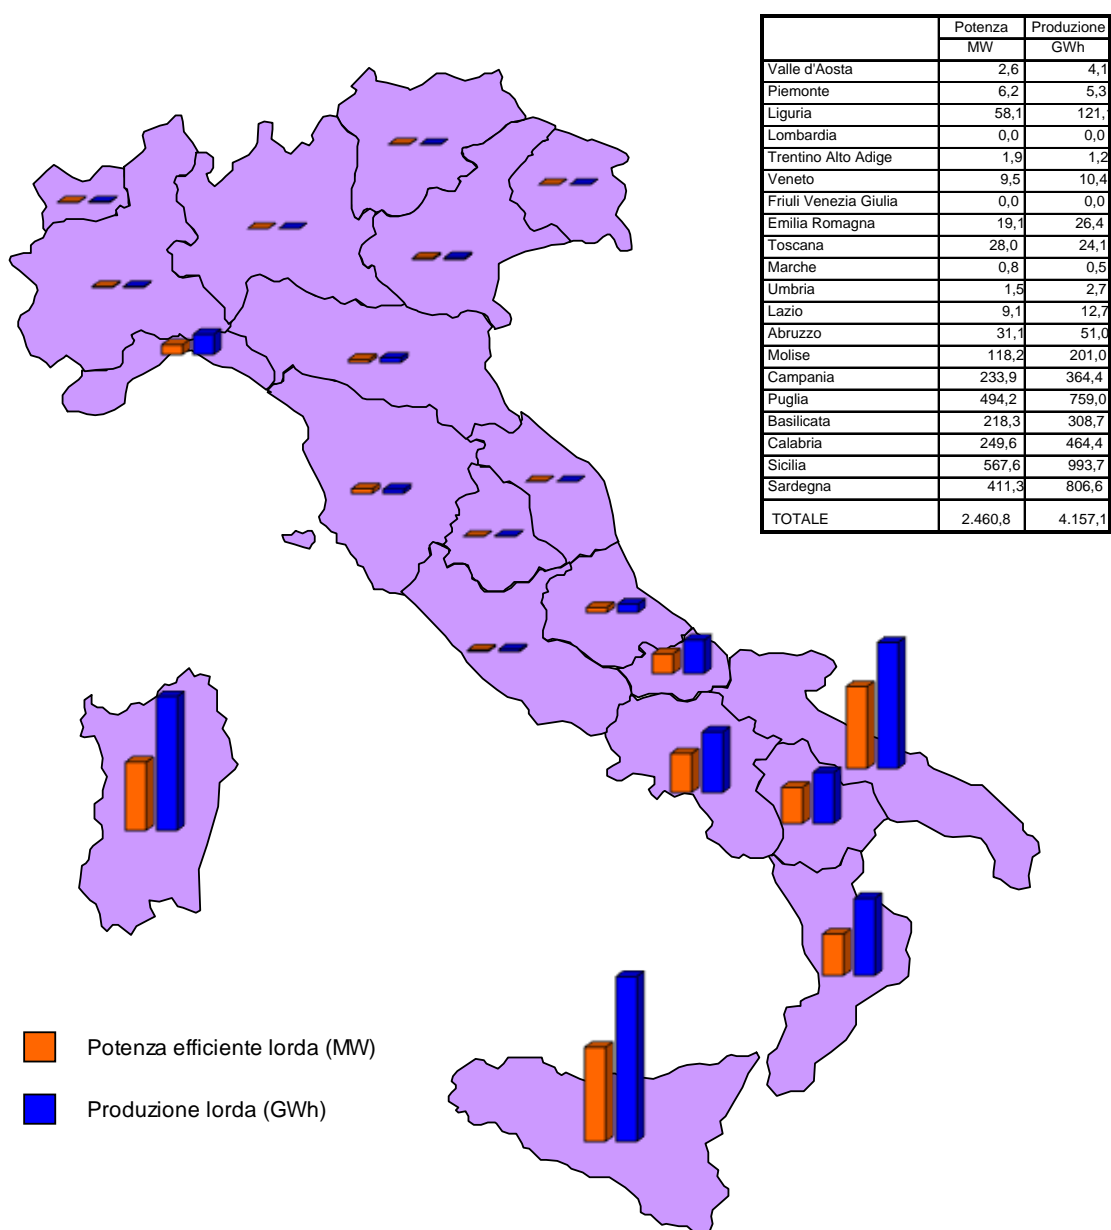 Potenza Produzione
MW GWh
Valle d'Aosta 2,6 4,1
Piemonte 6,2 5,3
Liguria 58,1 121,
Lombardia 0,0 0,0
Trentino Alto Adige 1,9 1,2
Veneto 9,5 10,4
Friuli Venezia Giulia 0,0 0,0
Emilia Romagna 19,1 26,4
Toscana 28,0 24,1
Marche 0,8 0,5
Umbria 1,5 2,7
Lazio 9,1 12,7
Abruzzo 31,1 51,0
Molise 118,2 201,0
Campania 233,9 364,4
Puglia 494,2 759,0
Basilicata 218,3 308,7
Calabria 249,6 464,4
Sicilia 567,6 993,7
Sardegna 411,3 806,6
TOTALE 2.460,8 4.157,1
Potenza efficiente lorda (MW)
Produzione lorda (GWh)